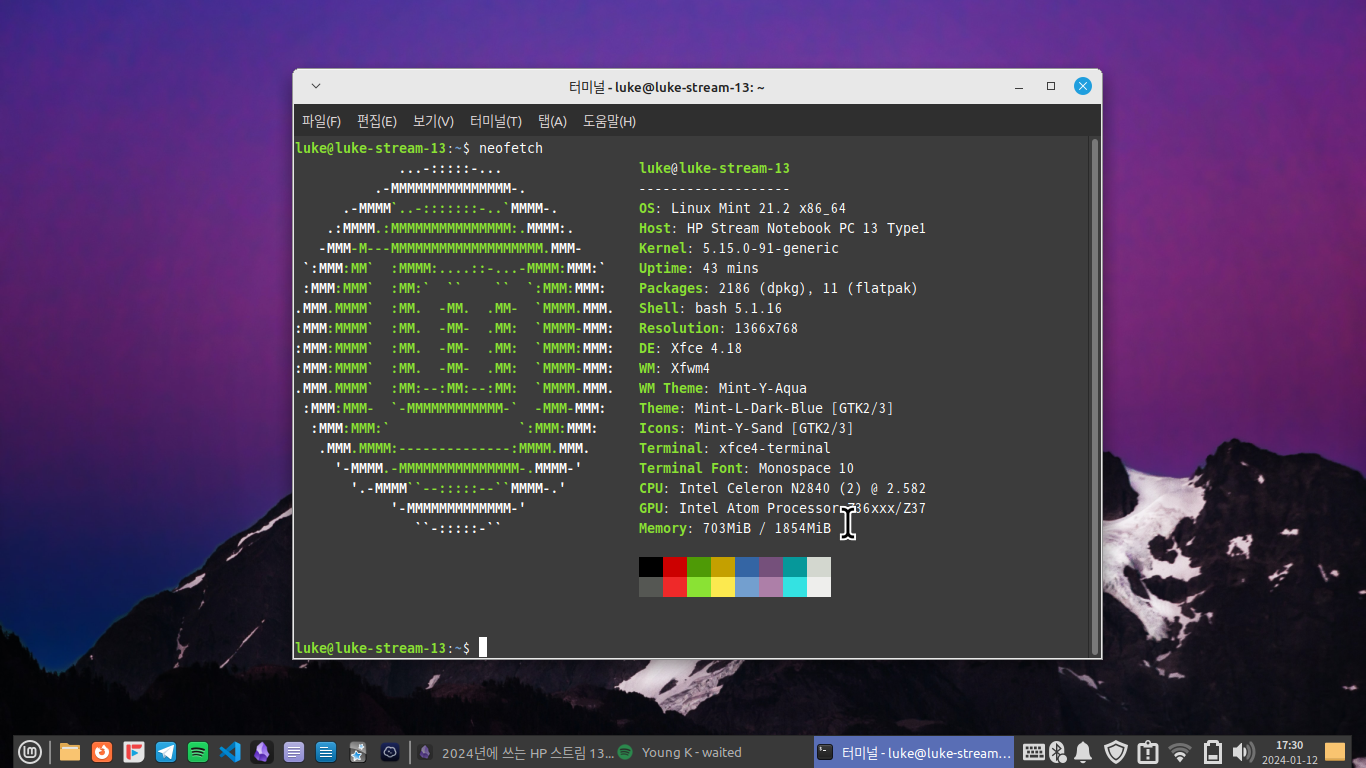 터미널 - luke@luke-stream-13: ~
파일(F) 편집(E) 보기(V) 터미널(T) 탭(A) 도움말(H)
luke@luke-stream-13:~$ neofetch
...-:::::-... luke@luke-stream-13
.-MMMMMMMMMMMMMMM-. -------------------
.-MMMM`..-:::::::-..`MMMM-. OS: Linux Mint 21.2 x86_64
.:MMMM.:MMMMMMMMMMMMMMM:.MMMM:. Host: HP Stream Notebook PC 13 Type1
-MMM-M---MMMMMMMMMMMMMMMMMMM.MMM- Kernel: 5.15.0-91-generic
`:MMM:MM` :MMMM:....::-...-MMMM:MMM:` Uptime: 43 mins
:MMM:MMM` :MM:` `` `` `:MMM:MMM: Packages: 2186 (dpkg), 11 (flatpak)
.MMM.MMMM` :MM. -MM. .MM- `MMMM.MMM. Shell: bash 5.1.16
:MMM:MMMM` :MM. -MM- .MM: `MMMM-MMM: Resolution: 1366x768
:MMM:MMMM` :MM. -MM- .MM: `MMMM:MMM: DE: Xfce 4.18
:MMM:MMMM` :MM. -MM- .MM: `MMMM-MMM: WM: Xfwm4
.MMM.MMMM` :MM:--:MM:--:MM: `MMMM.MMM. WM Theme: Mint-Y-Aqua
:MMM:MMM- `-MMMMMMMMMMMM-` -MMM-MMM: Theme: Mint-L-Dark-Blue [GTK2/3]
:MMM:MMM:` `:MMM:MMM: Icons: Mint-Y-Sand [GTK2/3]
.MMM.MMMM:--------------:MMMM.MMM. Terminal: xfce4-terminal
'-MMMM.-MMMMMMMMMMMMMMM-.MMMM-' Terminal Font: Monospace 10
'.-MMMM``--:::::--``MMMM-.' CPU: Intel Celeron N2840 (2) @ 2.582
'-MMMMMMMMMMMMM-' GPU: Intel Atom Processor Z36xxx/Z37
``-:::::-`` Memory: 703MiB / 1854MiB
luke@luke-stream-13:~$
2024년에 쓰는 HP 스트림 13... Young K - waited 터미널 - luke@luke-stream... 17:30
2024-01-12